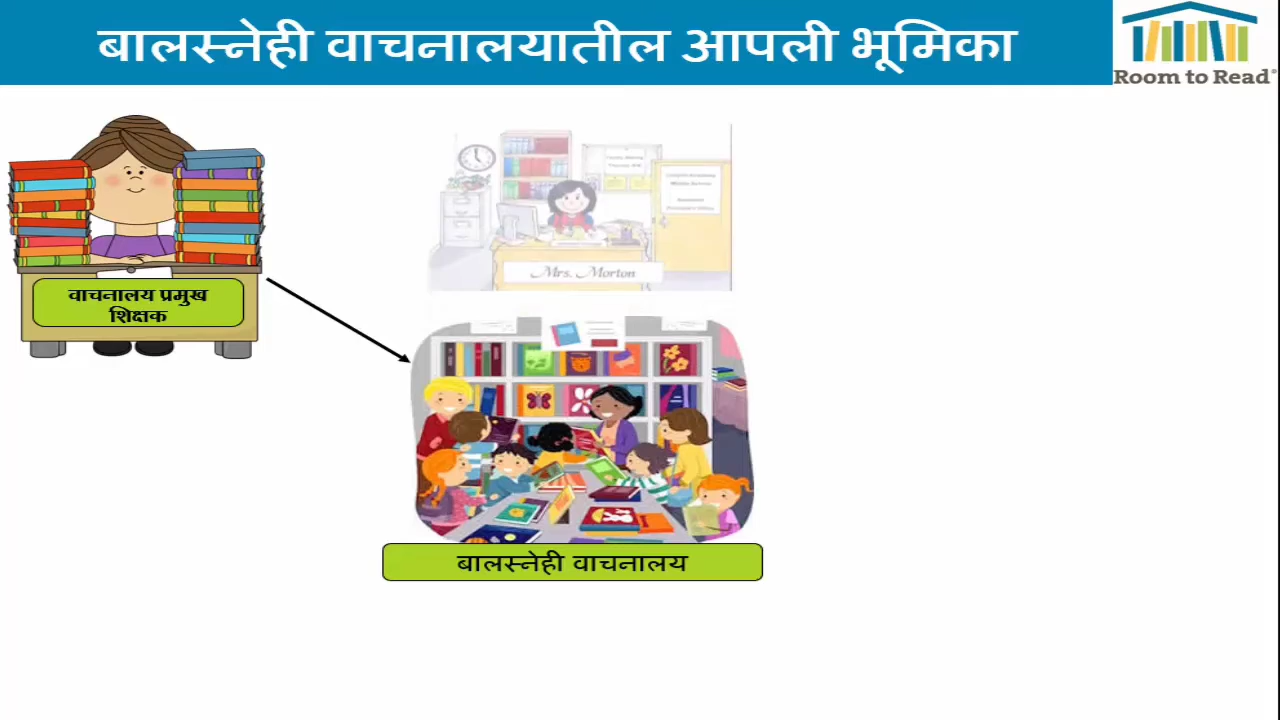 बालस्नेही वाचनालयातील आपली भूमिका
Room to Read®
वाचनालय प्रमुख
शिक्षक
Mrs. Morton
बालस्नेही वाचनालय